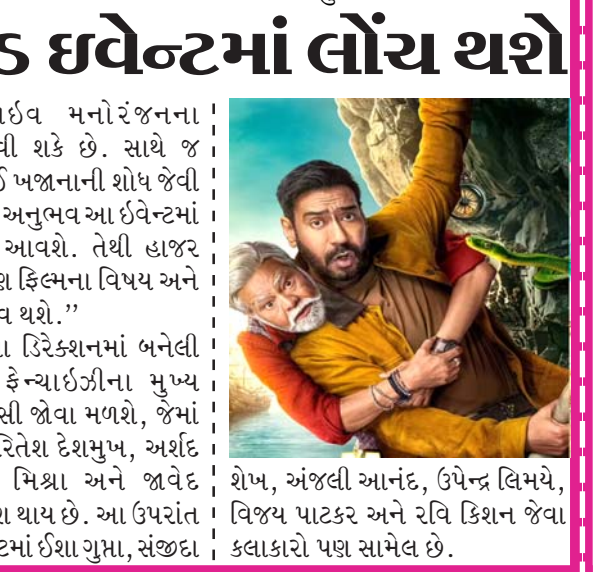 ઇવેન્ટમાં લોંચ થશે
મનોરંજનના
શકે છે. સાથે જ
ખજાનાની શોધ જેવી
અનુભવ આ ઇવેન્ટમાં
આવશે. તેથી હાજર
ફિલ્મના વિષય અને
થશે.’’
ડિરેક્શનમાં બનેલી
ફ્રેન્ચાઇઝીના મુખ્ય
જોવા મળશે, જેમાં
રિતેશ દેશમુખ, અર્શદ
મિશ્રા અને જાવેદ
થાય છે. આ ઉપરાંત
ઈશા ગુપ્તા, સંજીદા
શેખ, અંજલી આનંદ, ઉપેન્દ્ર લિમયે,
વિજય પાટકર અને રવિ કિશન જેવા
કલાકારો પણ સામેલ છે.